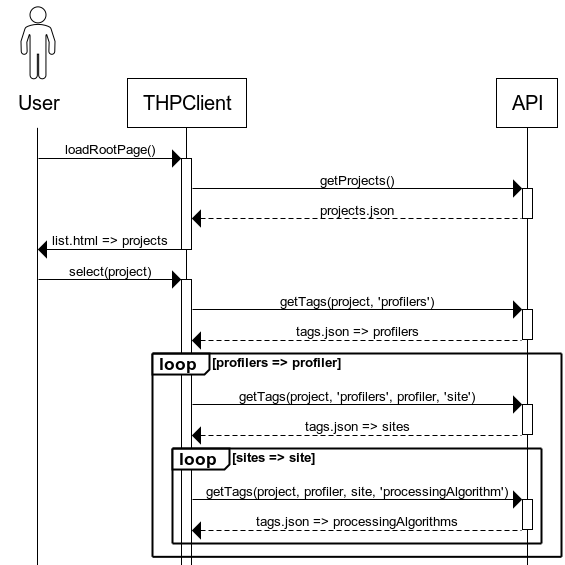 User
THPClient
API
loadRootPage()
getProjects()
projects.json
list.html => projects
select(project)
getTags(project, 'profilers')
tags.json => profilers
loop [profilers => profiler]
getTags(project, 'profilers', profiler, 'site')
tags.json => sites
loop [sites => site]
getTags(project, profiler, site, 'processingAlgorithm')
tags.json => processingAlgorithms